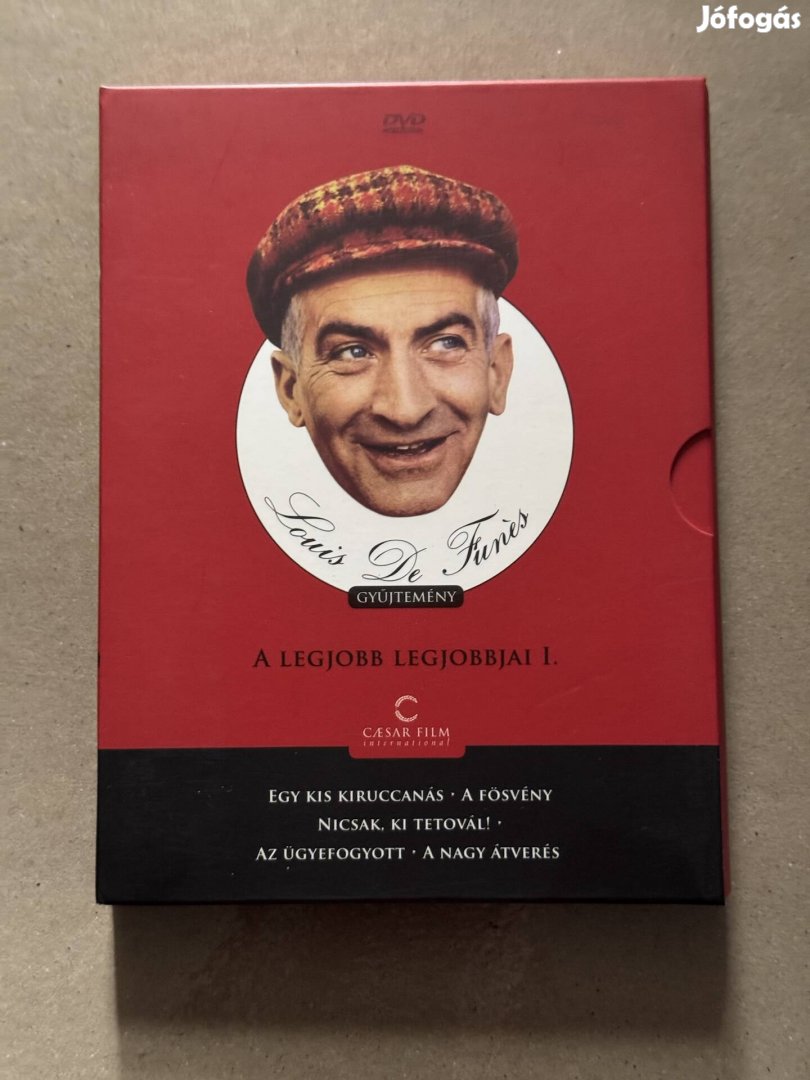 Jófogás
DVD
Louis De Funès
GYŰJTEMÉNY
A LEGJOBB LEGJOBBJAI I.
CÆSAR FILM
international
EGY KIS KIRUCCANÁS · A FÖSVÉNY
NICSAK, KI TETOVÁL! ·
AZ ÜGYEFOGYOTT · A NAGY ÁTVERÉS